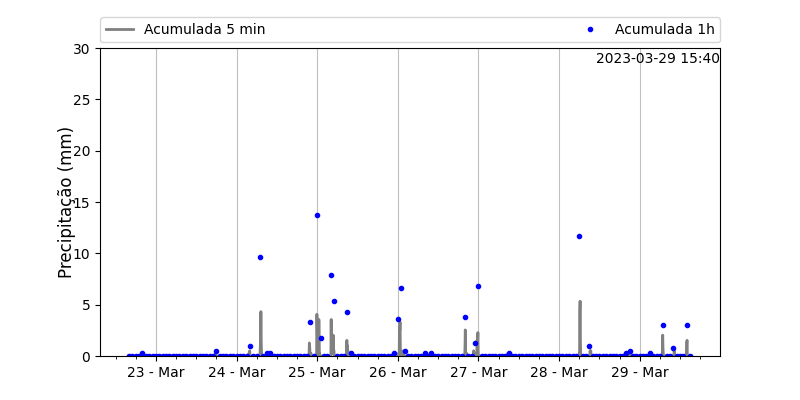 Acumulada 5 min Acumulada 1h
30
2023-03-29 15:40
25
20
15
10
5
0
Precipitação (mm)
23 - Mar 24 - Mar 25 - Mar 26 - Mar 27 - Mar 28 - Mar 29 - Mar